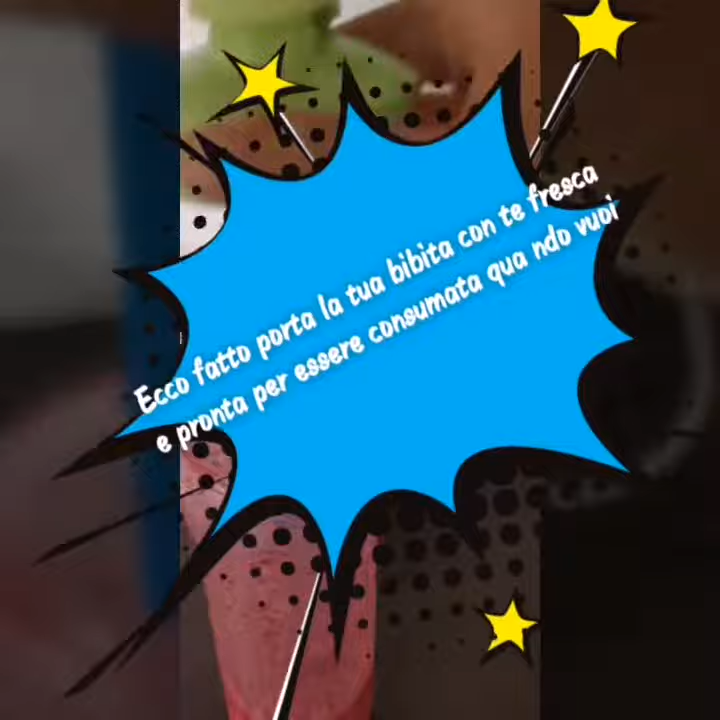 Ecco fatto porta la tua bibita con te fresca
e pronta per essere consumata qua ndo vuoi